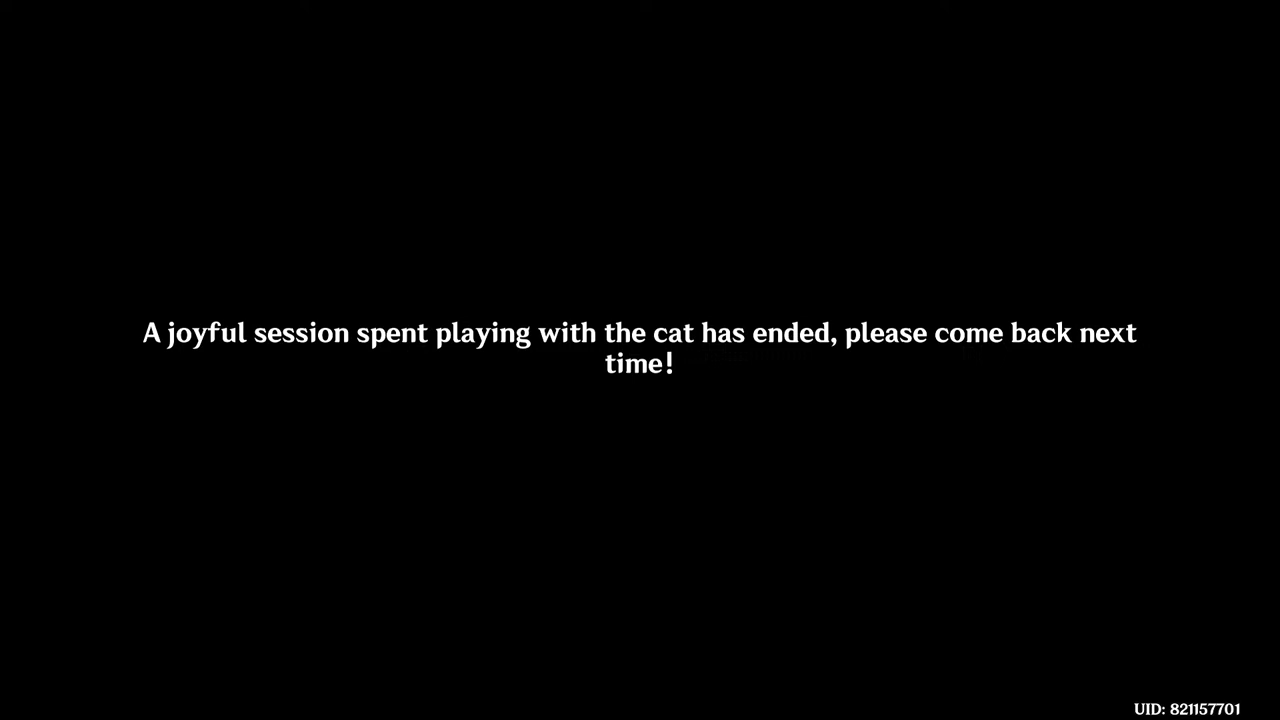 A joyful session spent playing with the cat has ended, please come back next
time!
UID: 821157701